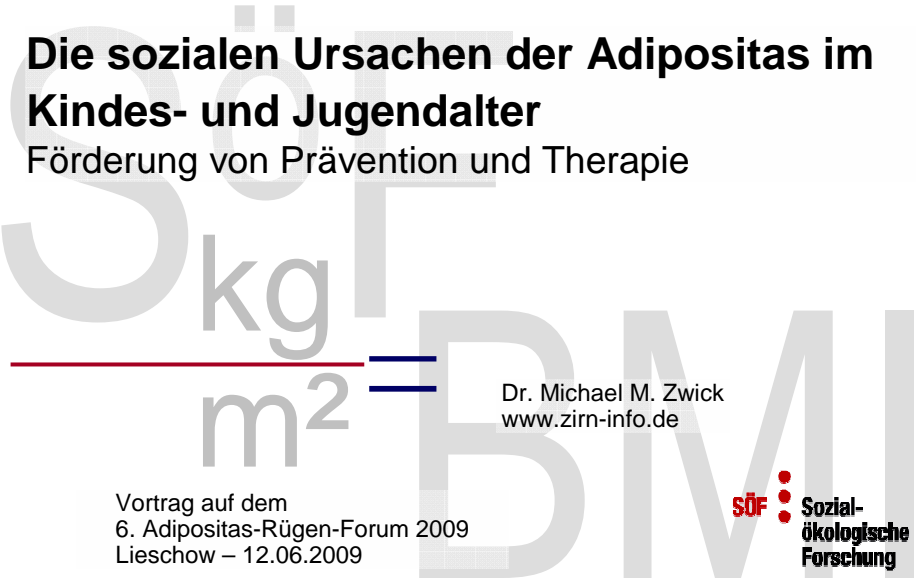 Die sozialen Ursachen der Adipositas im
Kindes- und Jugendalter
Förderung von Prävention und Therapie
SöF
kg
m²
BMI
Dr. Michael M. Zwick
www.zirn-info.de
Vortrag auf dem
6. Adipositas-Rügen-Forum 2009
Lieschow – 12.06.2009
SÖF Sozial-
ökologische
Forschung